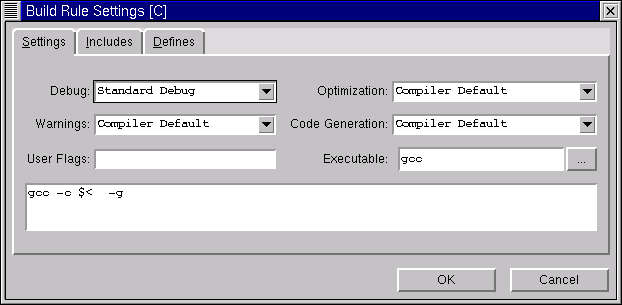 Build Rule Settings [C]
Settings Includes Defines
Debug: Standard Debug Optimization: Compiler Default
Warnings: Compiler Default Code Generation: Compiler Default
User Flags: Executable: gcc ...
gcc -c $<  -g
OK Cancel